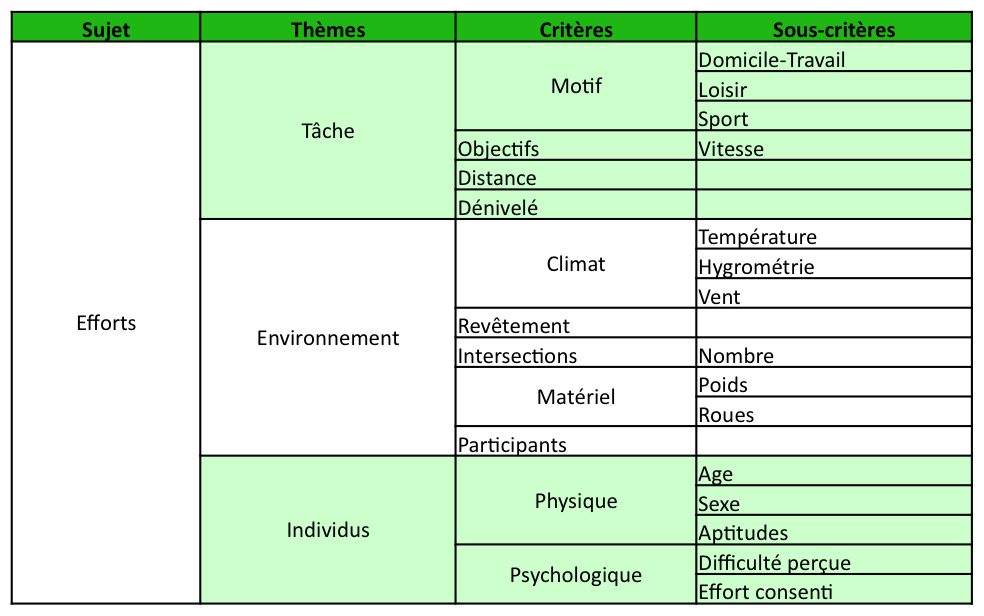 Sujet Thèmes Critères Sous-critères
Domicile-Travail
Motif
Loisir
Sport
Tâche
Objectifs Vitesse
Distance
Dénivelé
Température
Climat
Hygrométrie
Vent
Efforts
Revêtement
Environnement
Intersections Nombre
Poids
Matériel
Roues
Participants
Age
Physique
Sexe
Individus
Aptitudes
Difficulté perçue
Psychologique
Effort consenti